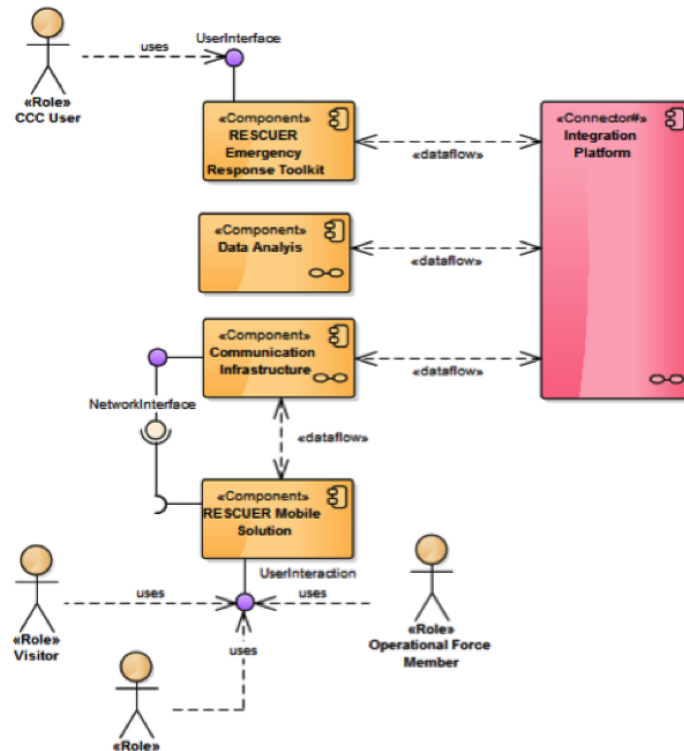 UserInterface
uses
«Role»
CCC User
«Component»
RESCUER
Emergency
Response Toolkit
«dataflow»
«Connector#»
Integration
Platform
«Component»
Data Analyis
«dataflow»
«Component»
Communication
Infrastructure
«dataflow»
NetworkInterface
«dataflow»
«Component»
RESCUER Mobile
Solution
UserInteraction
uses
uses
«Role»
Visitor
«Role»
Operational Force
Member
uses
«Role»